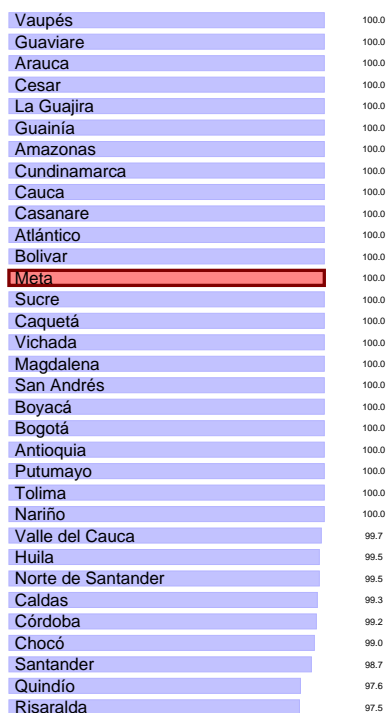 Vaupés 100.0
Guaviare 100.0
Arauca 100.0
Cesar 100.0
La Guajira 100.0
Guainía 100.0
Amazonas 100.0
Cundinamarca 100.0
Cauca 100.0
Casanare 100.0
Atlántico 100.0
Bolivar 100.0
Meta 100.0
Sucre 100.0
Caquetá 100.0
Vichada 100.0
Magdalena 100.0
San Andrés 100.0
Boyacá 100.0
Bogotá 100.0
Antioquia 100.0
Putumayo 100.0
Tolima 100.0
Nariño 100.0
Valle del Cauca 99.7
Huila 99.5
Norte de Santander 99.5
Caldas 99.3
Córdoba 99.2
Chocó 99.0
Santander 98.7
Quindío 97.6
Risaralda 97.5